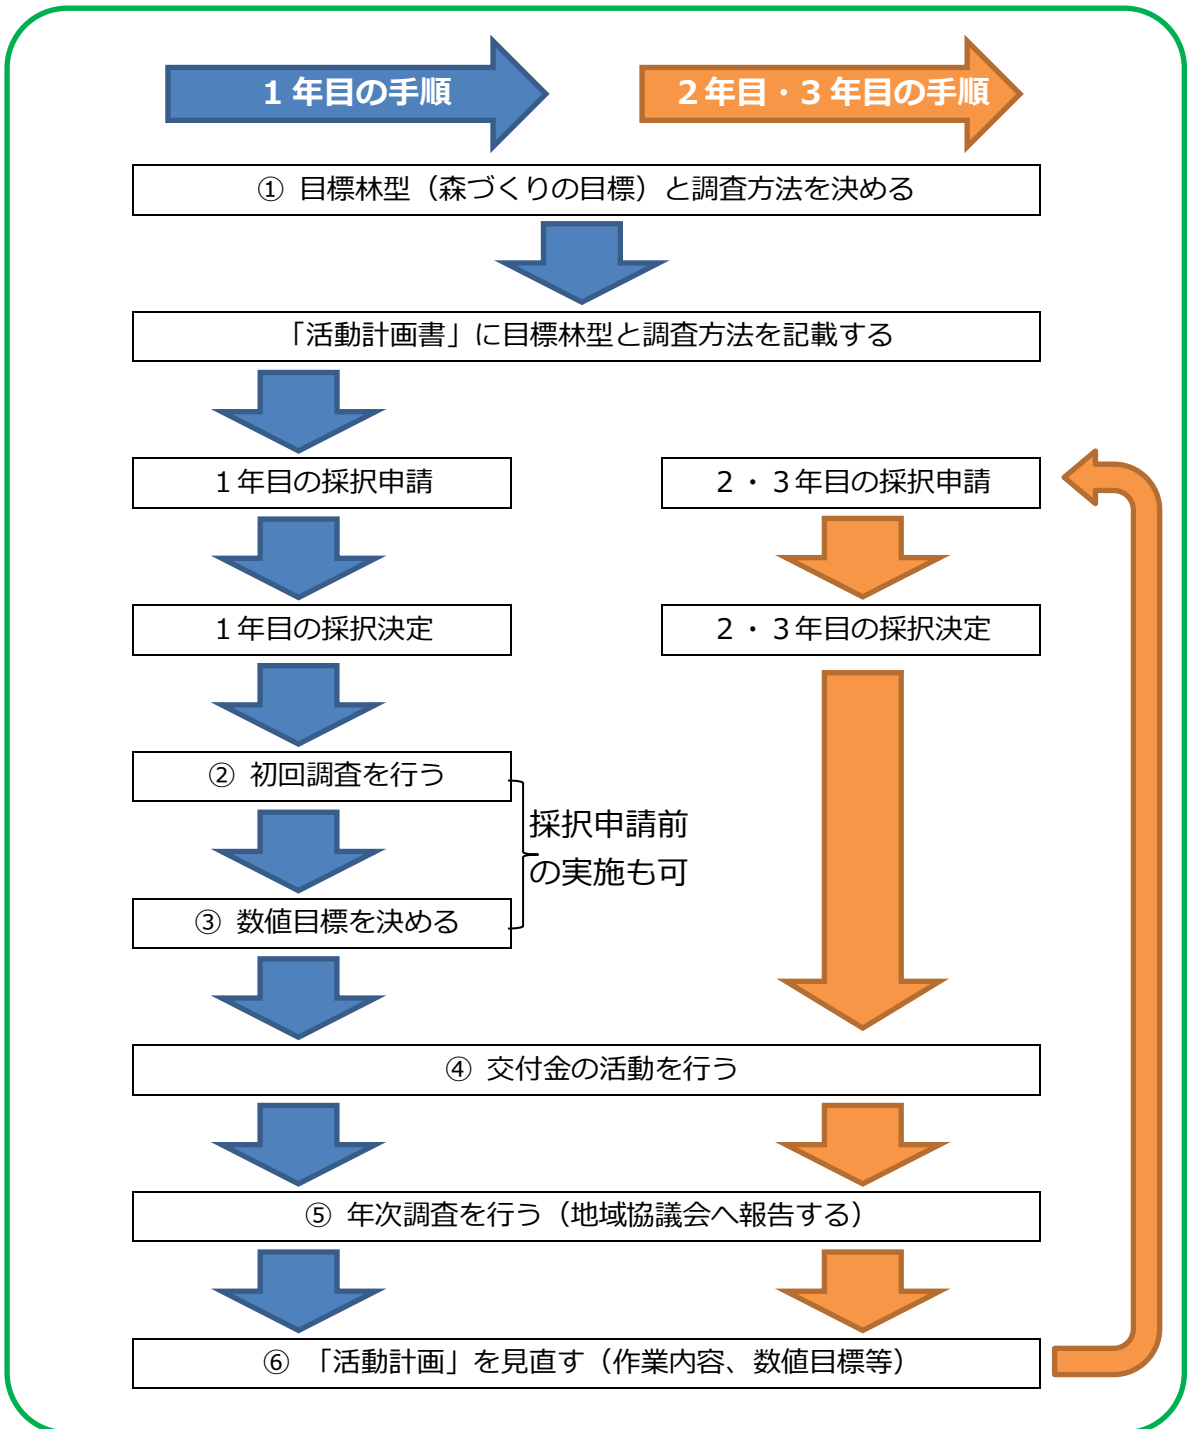 1年目の手順
2年目・3年目の手順
① 目標林型（森づくりの目標）と調査方法を決める
「活動計画書」に目標林型と調査方法を記載する
1年目の採択申請
2・3年目の採択申請
1年目の採択決定
2・3年目の採択決定
② 初回調査を行う
採択申請前
の実施も可
③ 数値目標を決める
④ 交付金の活動を行う
⑤ 年次調査を行う（地域協議会へ報告する）
⑥ 「活動計画」を見直す（作業内容、数値目標等）